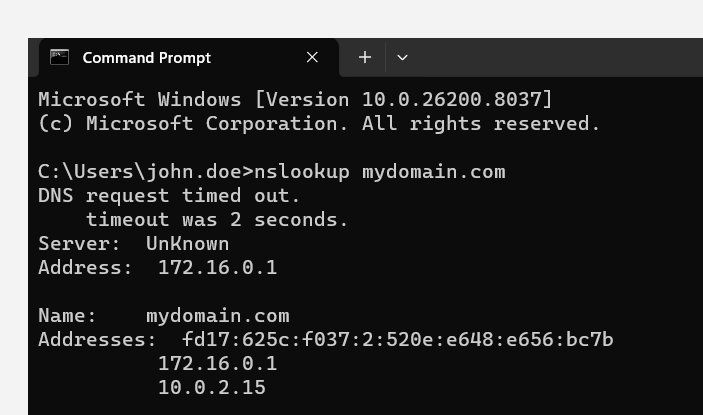 Command Prompt
Microsoft Windows [Version 10.0.26200.8037]
(c) Microsoft Corporation. All rights reserved.
C:\Users\john.doe>nslookup mydomain.com
DNS request timed out.
    timeout was 2 seconds.
Server:  UnKnown
Address:  172.16.0.1
Name:    mydomain.com
Addresses:  fd17:625c:f037:2:520e:e648:e656:bc7b
          172.16.0.1
          10.0.2.15